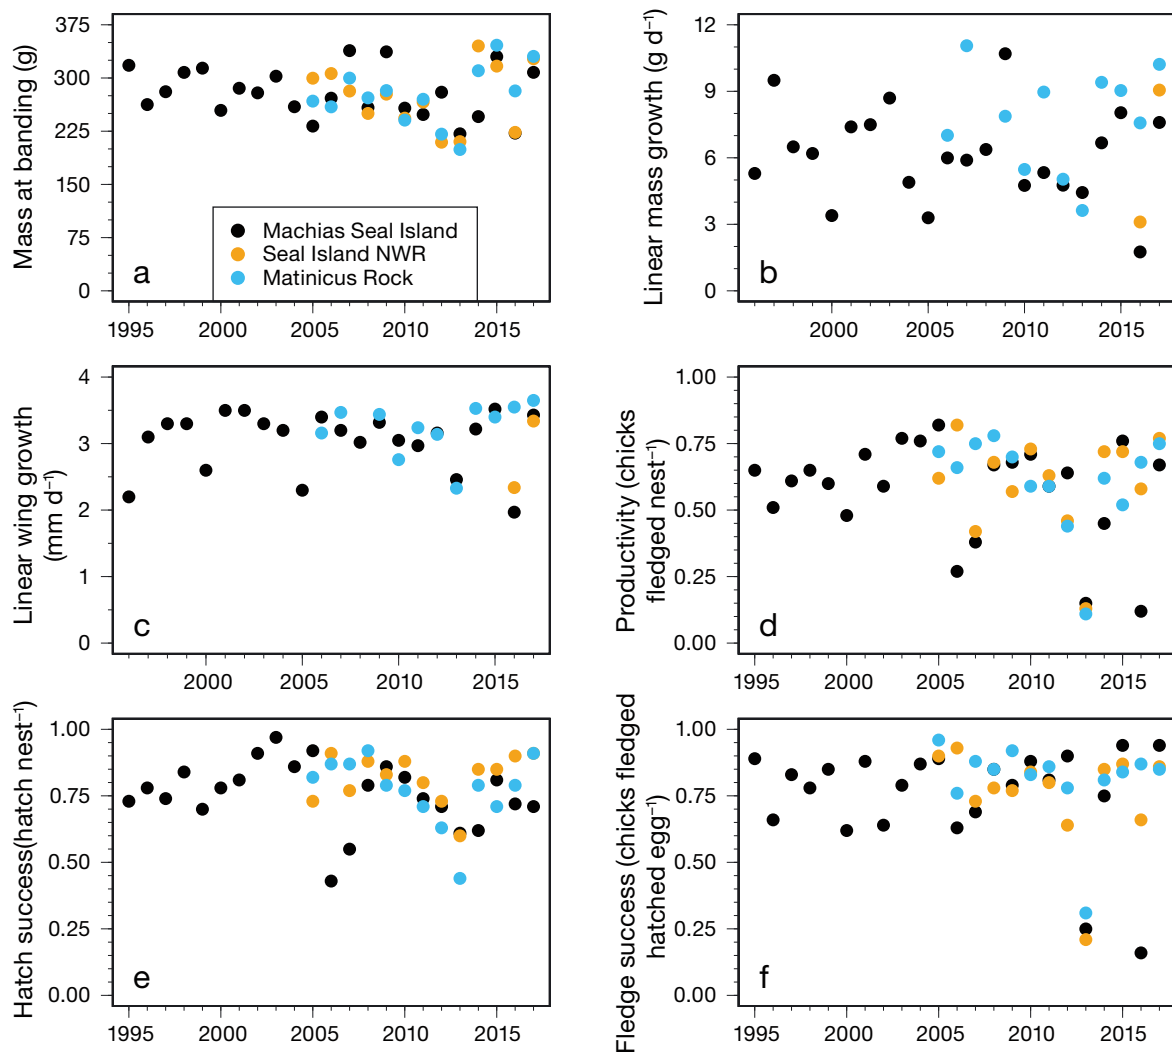 375
300
225
150
75
0
Mass at banding (g)
Machias Seal Island
Seal Island NWR
Matinicus Rock
a
1995 2000 2005 2010 2015
12
9
6
3
0
Linear mass growth (g d⁻¹)
b
2000 2005 2010 2015
4
3
2
1
0
Linear wing growth
(mm d⁻¹)
c
2000 2005 2010 2015
1.00
0.75
0.50
0.25
0.00
Productivity (chicks
fledged nest⁻¹)
d
1995 2000 2005 2010 2015
1.00
0.75
0.50
0.25
0.00
Hatch success(hatch nest⁻¹)
e
1995 2000 2005 2010 2015
1.00
0.75
0.50
0.25
0.00
Fledge success (chicks fledged
hatched egg⁻¹)
f
1995 2000 2005 2010 2015